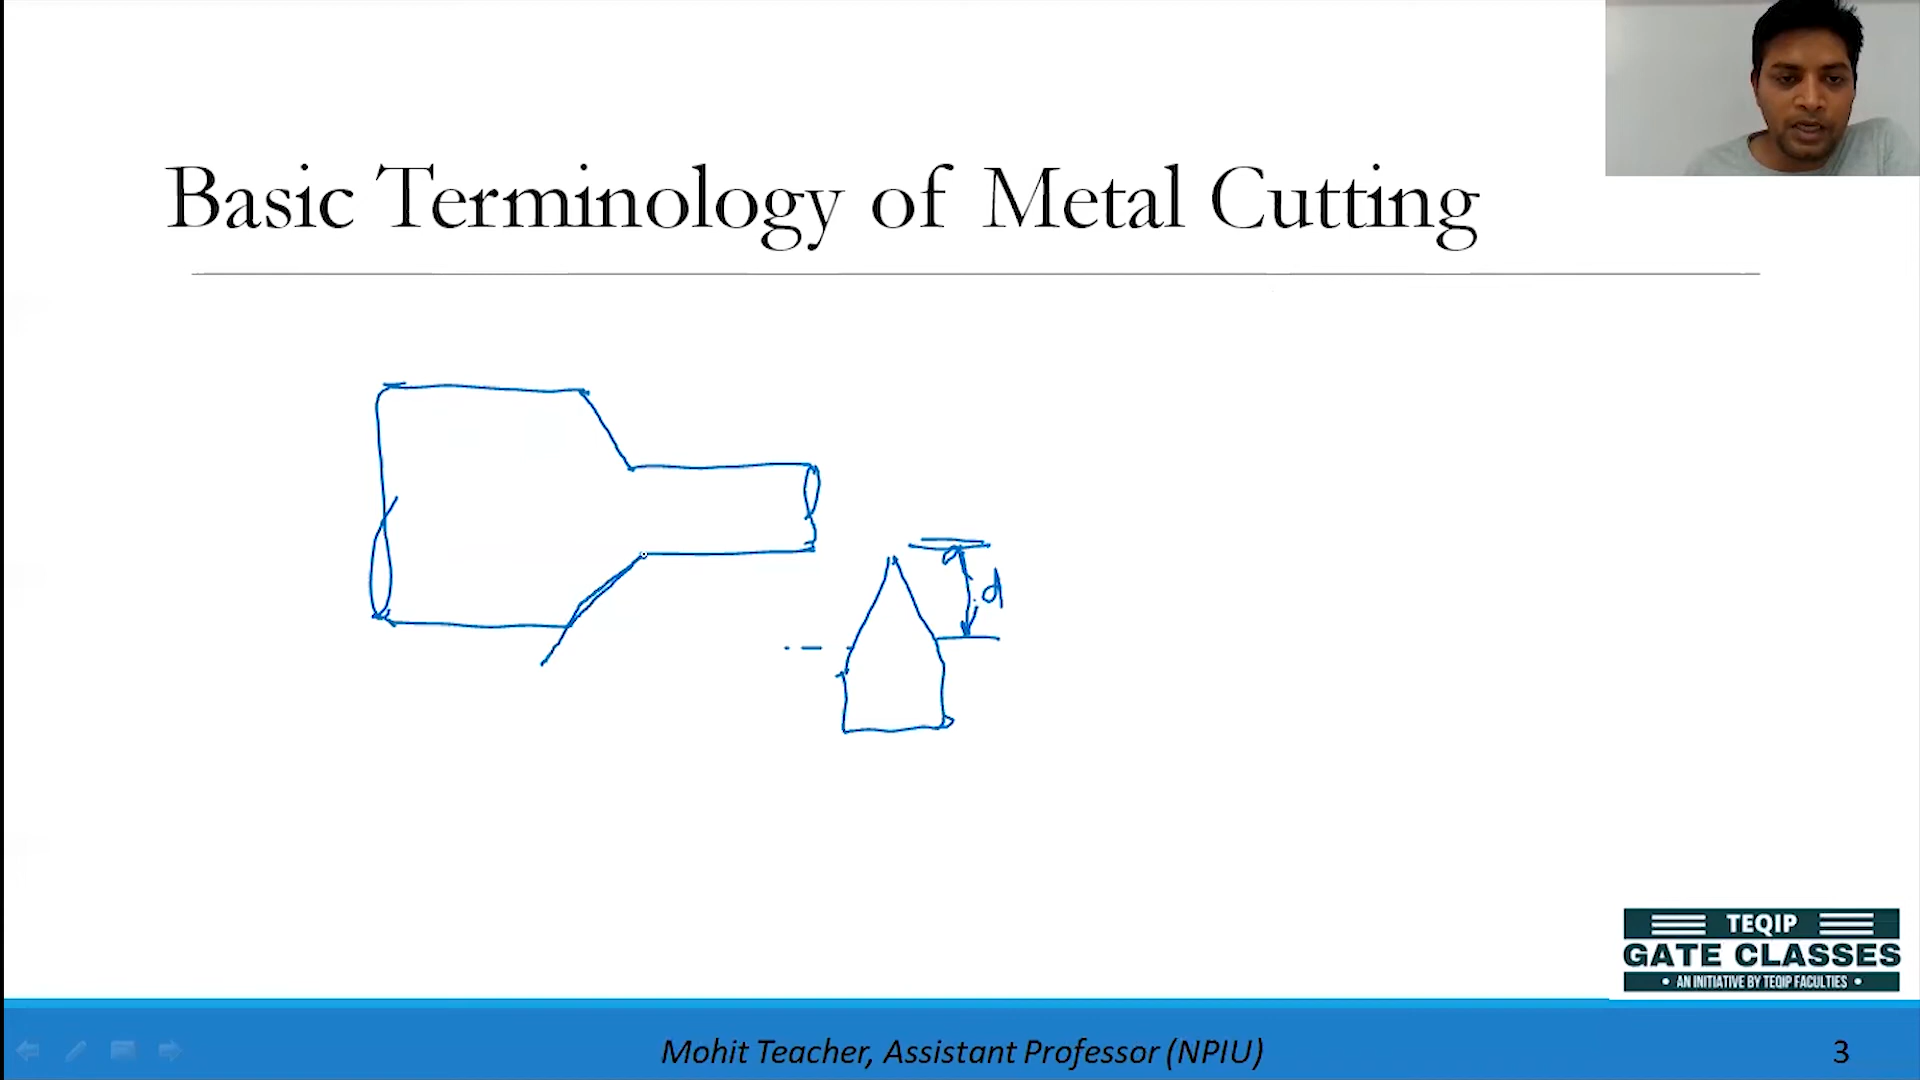 Basic Terminology of Metal Cutting
d
TEQIP
GATE CLASSES
• AN INITIATIVE BY TEQIP FACULTIES •
Mohit Teacher, Assistant Professor (NPIU)
3